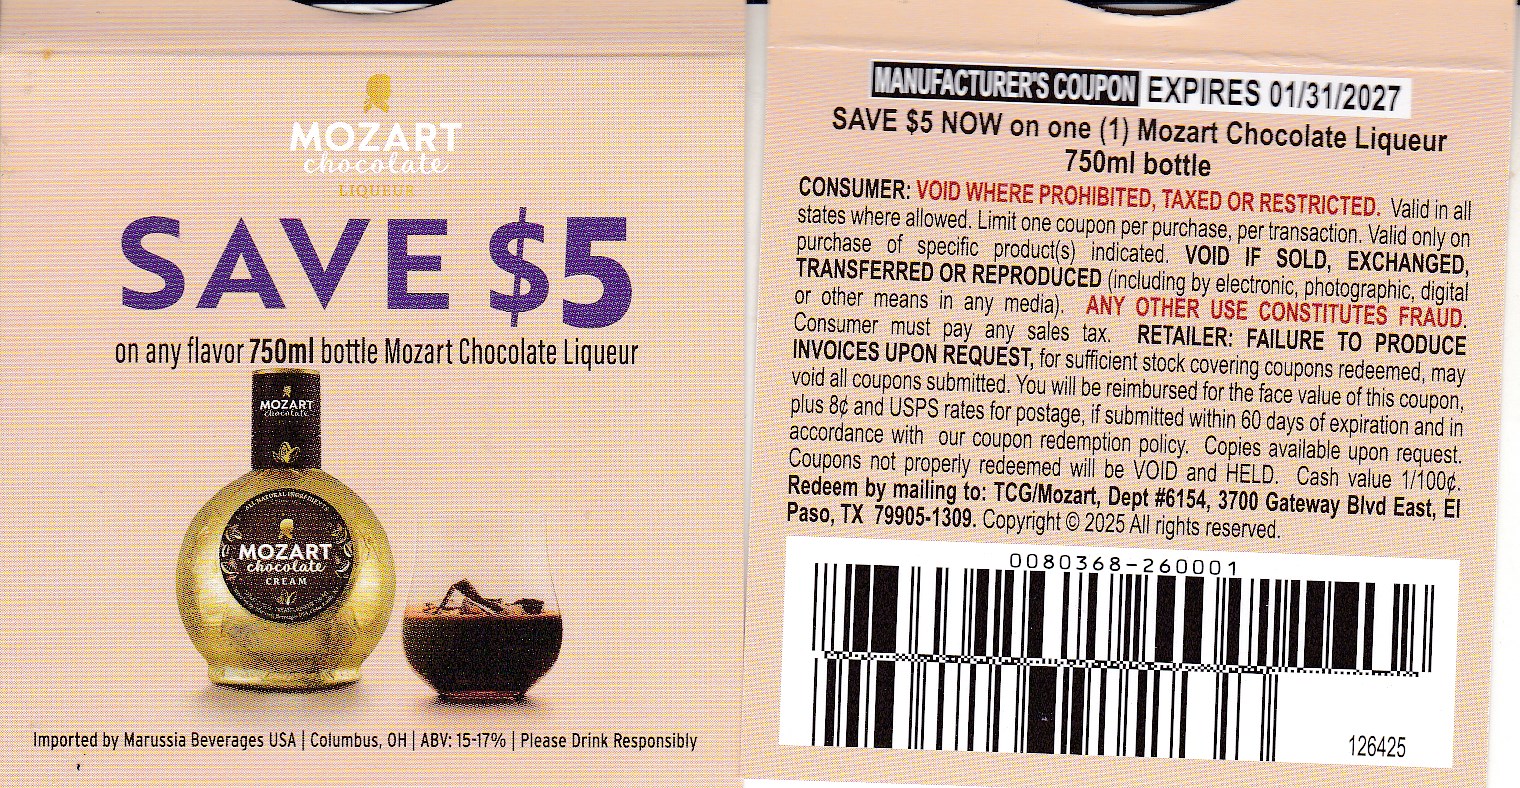 MOZART
chocolate
LIQUEUR
SAVE $5
on any flavor 750ml bottle Mozart Chocolate Liqueur
MOZART
chocolate
ALL NATURAL INGREDIENTS
MOZART
chocolate
CREAM
Imported by Marussia Beverages USA | Columbus, OH | ABV: 15-17% | Please Drink Responsibly
MANUFACTURER'S COUPON EXPIRES 01/31/2027
SAVE $5 NOW on one (1) Mozart Chocolate Liqueur
750ml bottle
CONSUMER: VOID WHERE PROHIBITED, TAXED OR RESTRICTED. Valid in all
states where allowed. Limit one coupon per purchase, per transaction. Valid only on
purchase of specific product(s) indicated. VOID IF SOLD, EXCHANGED,
TRANSFERRED OR REPRODUCED (including by electronic, photographic, digital
or other means in any media). ANY OTHER USE CONSTITUTES FRAUD.
Consumer must pay any sales tax. RETAILER: FAILURE TO PRODUCE
INVOICES UPON REQUEST, for sufficient stock covering coupons redeemed, may
void all coupons submitted. You will be reimbursed for the face value of this coupon,
plus 8¢ and USPS rates for postage, if submitted within 60 days of expiration and in
accordance with our coupon redemption policy. Copies available upon request.
Coupons not properly redeemed will be VOID and HELD. Cash value 1/100¢.
Redeem by mailing to: TCG/Mozart, Dept #6154, 3700 Gateway Blvd East, El
Paso, TX 79905-1309. Copyright © 2025 All rights reserved.
0080368-260001
126425